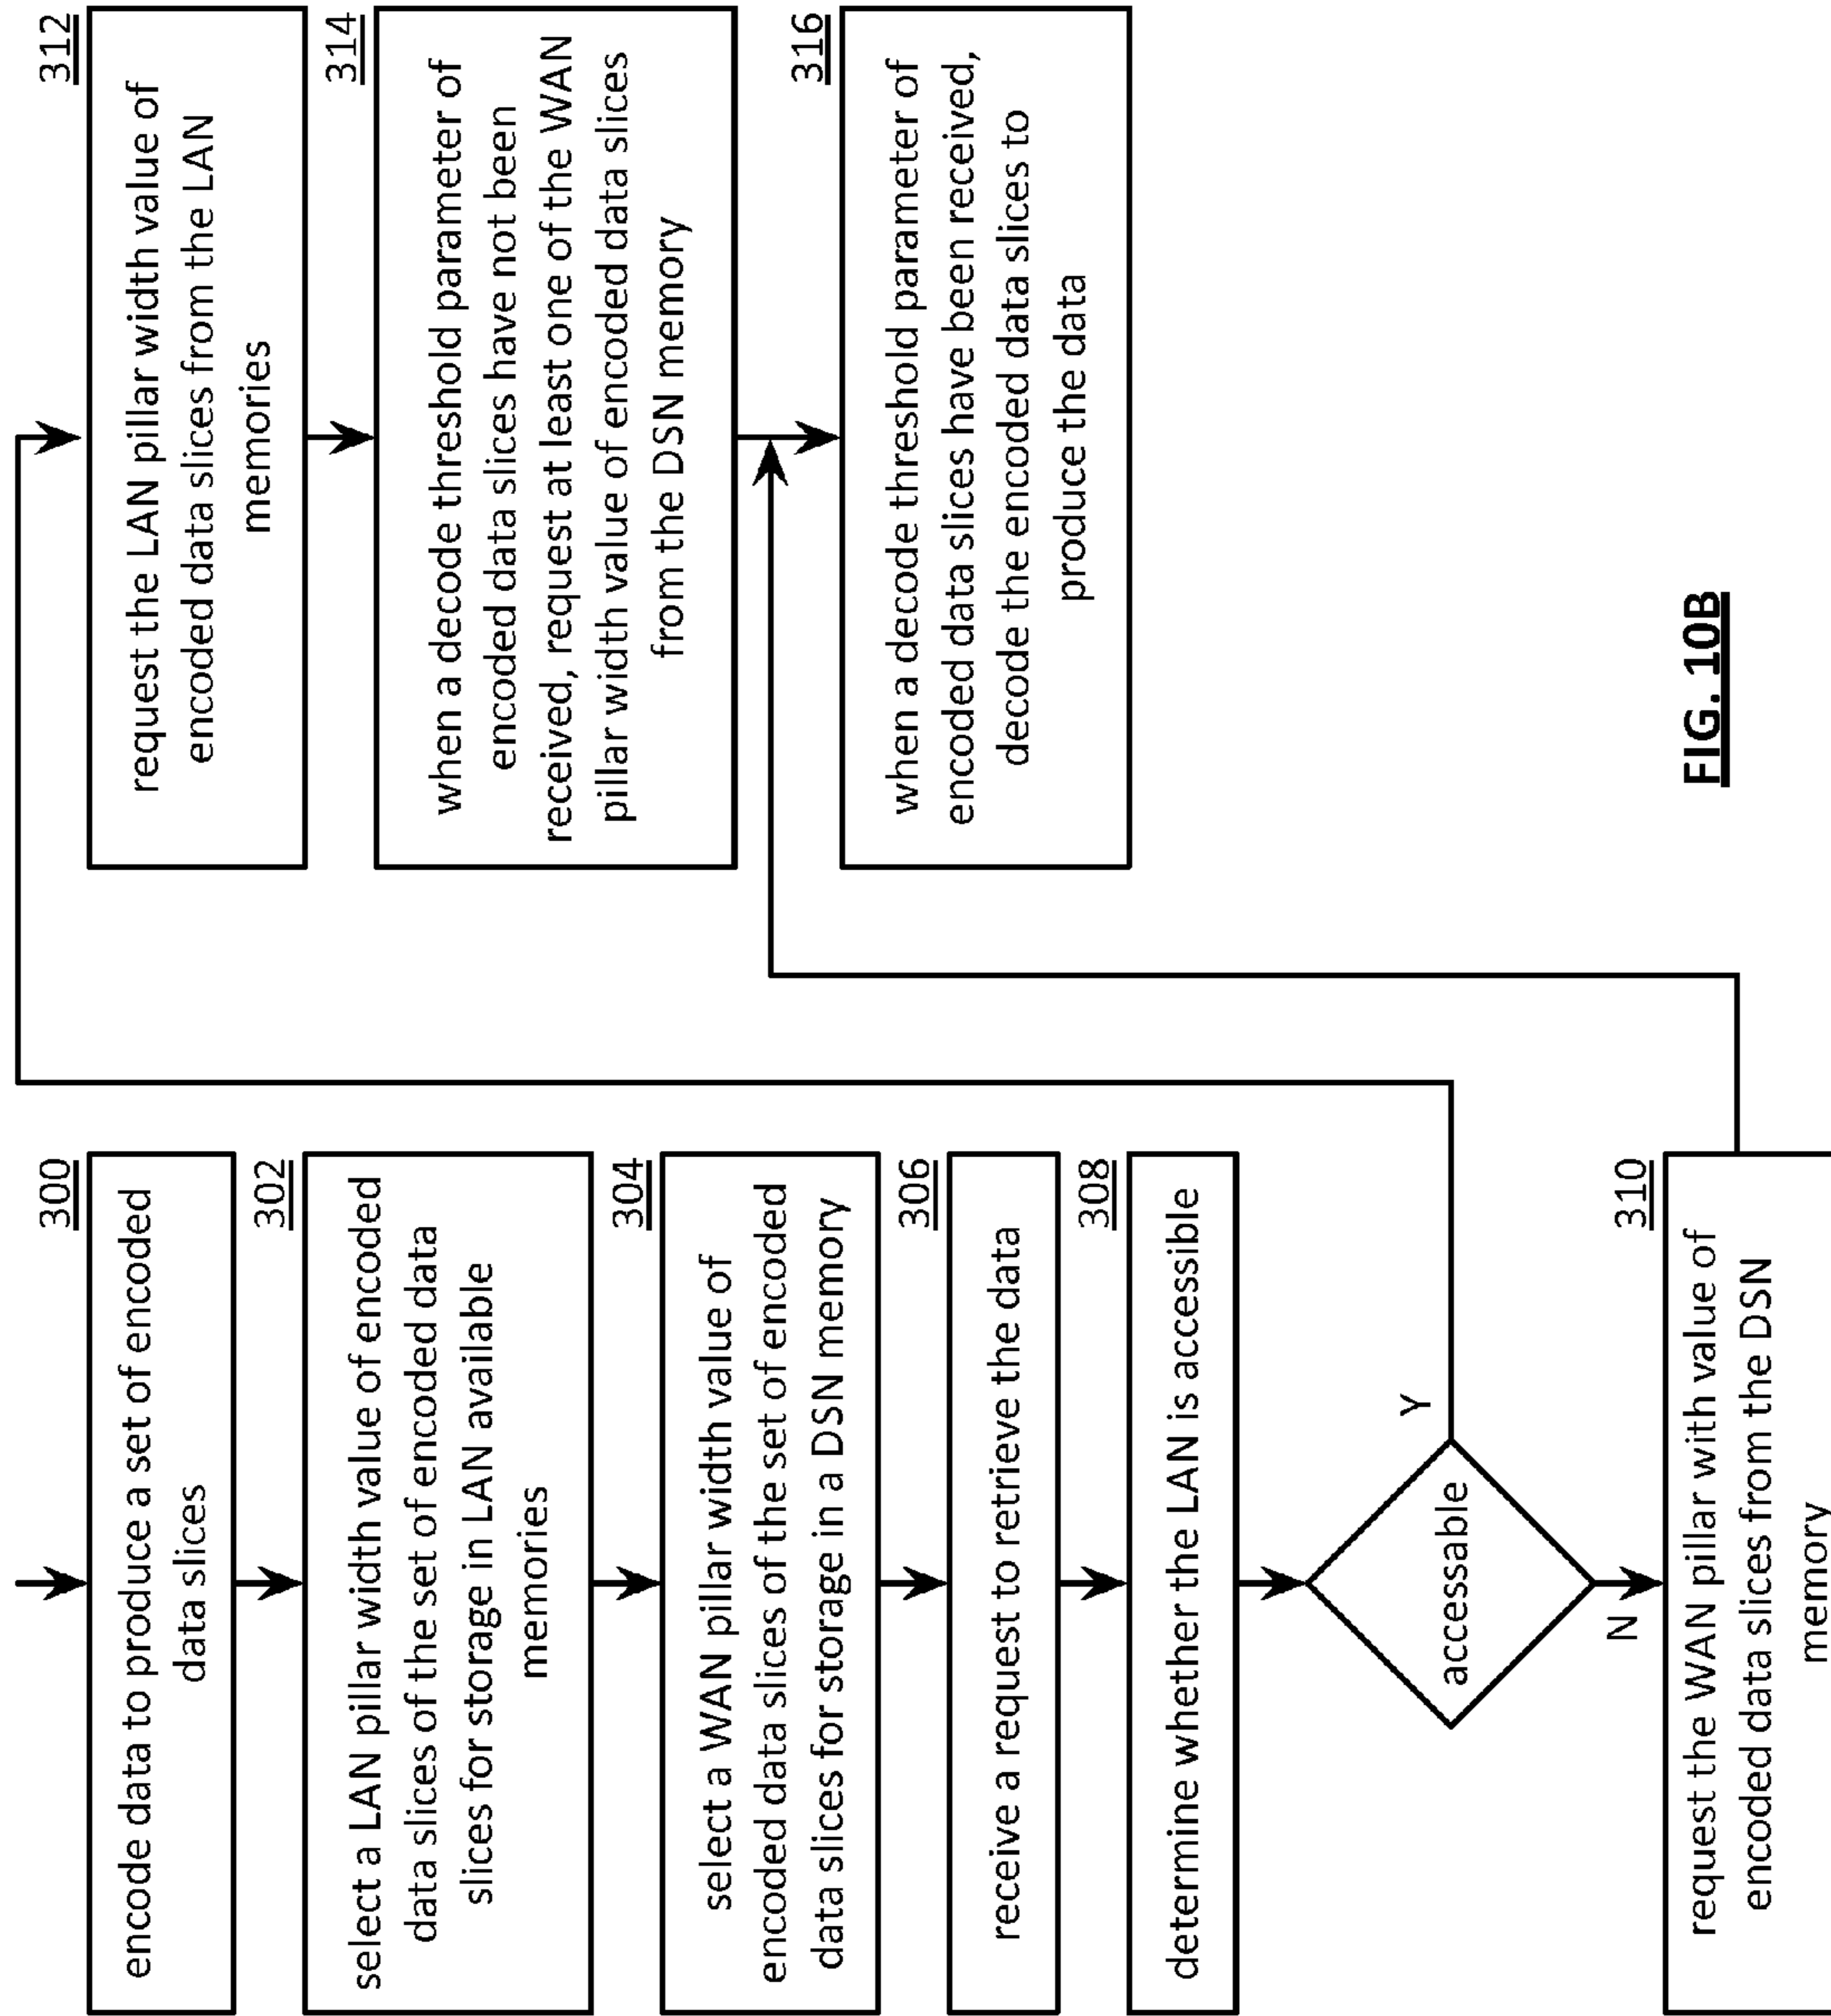 300
encode data to produce a set of encoded
data slices
302
select a LAN pillar width value of encoded
data slices of the set of encoded data
slices for storage in LAN available
memories
304
select a WAN pillar width value of
encoded data slices of the set of encoded
data slices for storage in a DSN memory
306
receive a request to retrieve the data
308
determine whether the LAN is accessible
accessable
Y
N
310
request the WAN pillar with value of
encoded data slices from the DSN
memory
312
request the LAN pillar width value of
encoded data slices from the LAN
memories
314
when a decode threshold parameter of
encoded data slices have not been
received, request at least one of the WAN
pillar width value of encoded data slices
from the DSN memory
316
when a decode threshold parameter of
encoded data slices have been received,
decode the encoded data slices to
produce the data
FIG. 10B